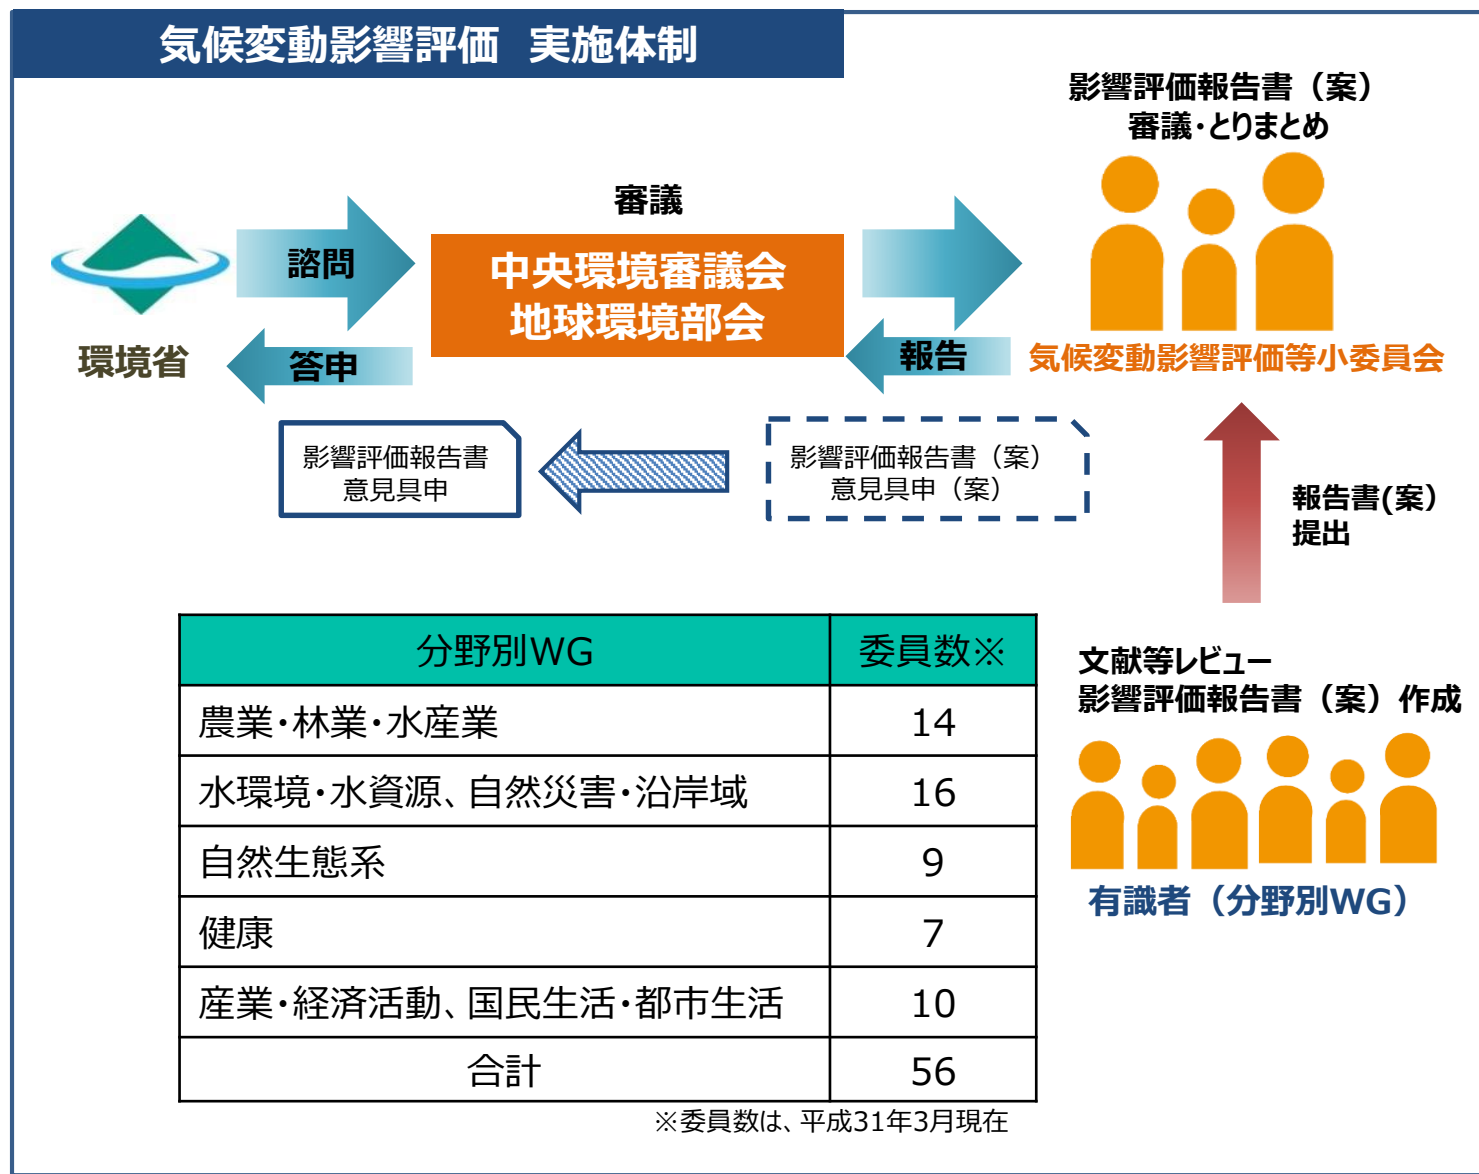 気候変動影響評価　実施体制
影響評価報告書（案）
審議・とりまとめ
審議
諮問
中央環境審議会
地球環境部会
環境省
答申
報告
気候変動影響評価等小委員会
影響評価報告書
意見具申
影響評価報告書（案）
意見具申（案）
報告書(案）
提出
文献等レビュー
影響評価報告書（案）作成
有識者（分野別WG）
分野別WG 委員数※
農業・林業・水産業 14
水環境・水資源、自然災害・沿岸域 16
自然生態系 9
健康 7
産業・経済活動、国民生活・都市生活 10
合計 56
※委員数は、平成31年3月現在